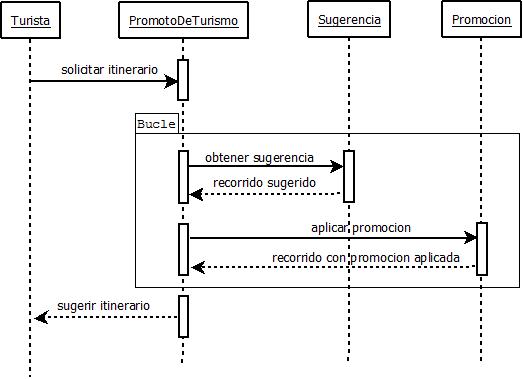 Turista
PromotoDeTurismo
Sugerencia
Promocion
solicitar itinerario
Bucle
obtener sugerencia
recorrido sugerido
aplicar promocion
recorrido con promocion aplicada
sugerir itinerario